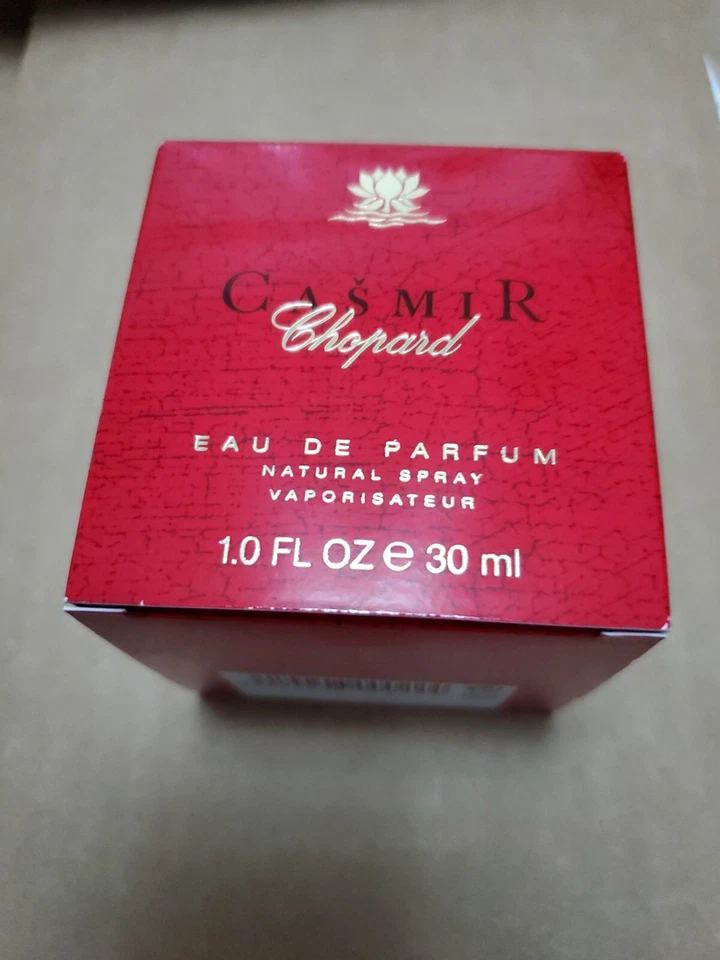 CAŠMIR
Chopard
EAU DE PARFUM
NATURAL SPRAY
VAPORISATEUR
1.0 FL OZ e 30 ml